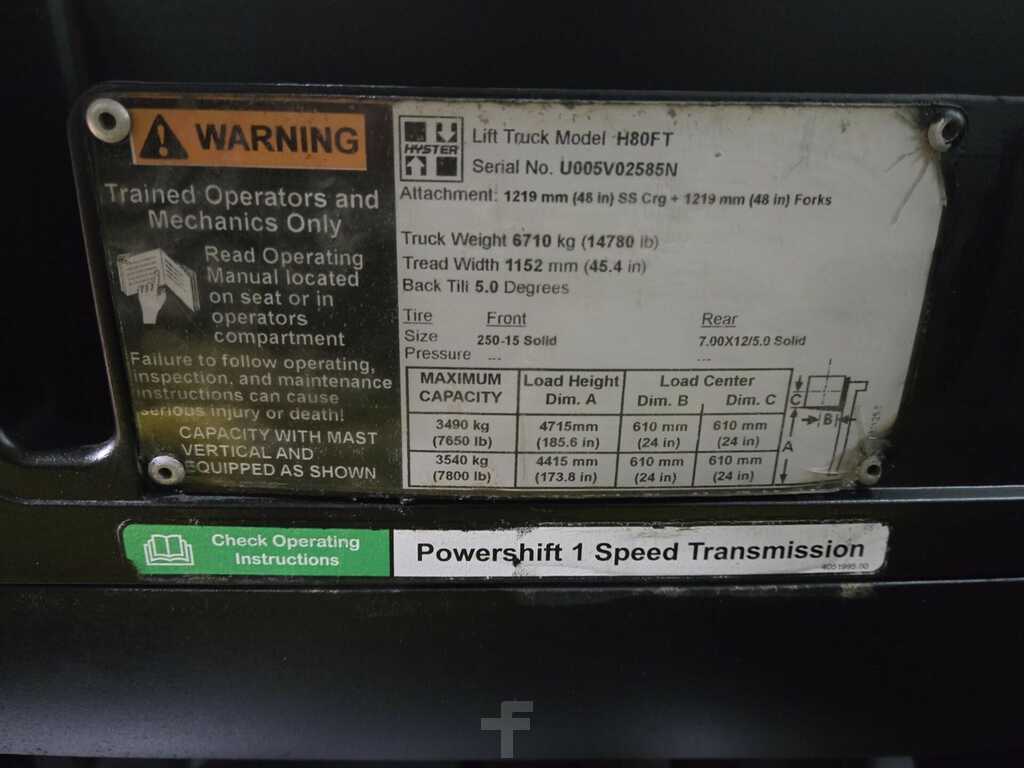 WARNING
Trained Operators and
Mechanics Only
Read Operating
Manual located
on seat or in
operators
compartment
Failure to follow operating,
inspection, and maintenance
instructions can cause
serious injury or death!
CAPACITY WITH MAST
VERTICAL AND
EQUIPPED AS SHOWN
HYSTER
Lift Truck Model H80FT
Serial No. U005V02585N
Attachment: 1219 mm (48 in) SS Crg + 1219 mm (48 in) Forks
Truck Weight 6710 kg (14780 lb)
Tread Width 1152 mm (45.4 in)
Back Tili 5.0 Degrees
Tire Front Rear
Size 250-15 Solid 7.00X12/5.0 Solid
Pressure --- ---
MAXIMUM CAPACITY Load Height Dim. A Load Center Dim. B Dim. C
3490 kg 4715mm 610 mm 610 mm
(7650 lb) (185.6 in) (24 in) (24 in)
3540 kg 4415 mm 610 mm 610 mm
(7800 lb) (173.8 in) (24 in) (24 in)
C
B
A
Check Operating
Instructions
Powershift 1 Speed Transmission
4051995.00
F